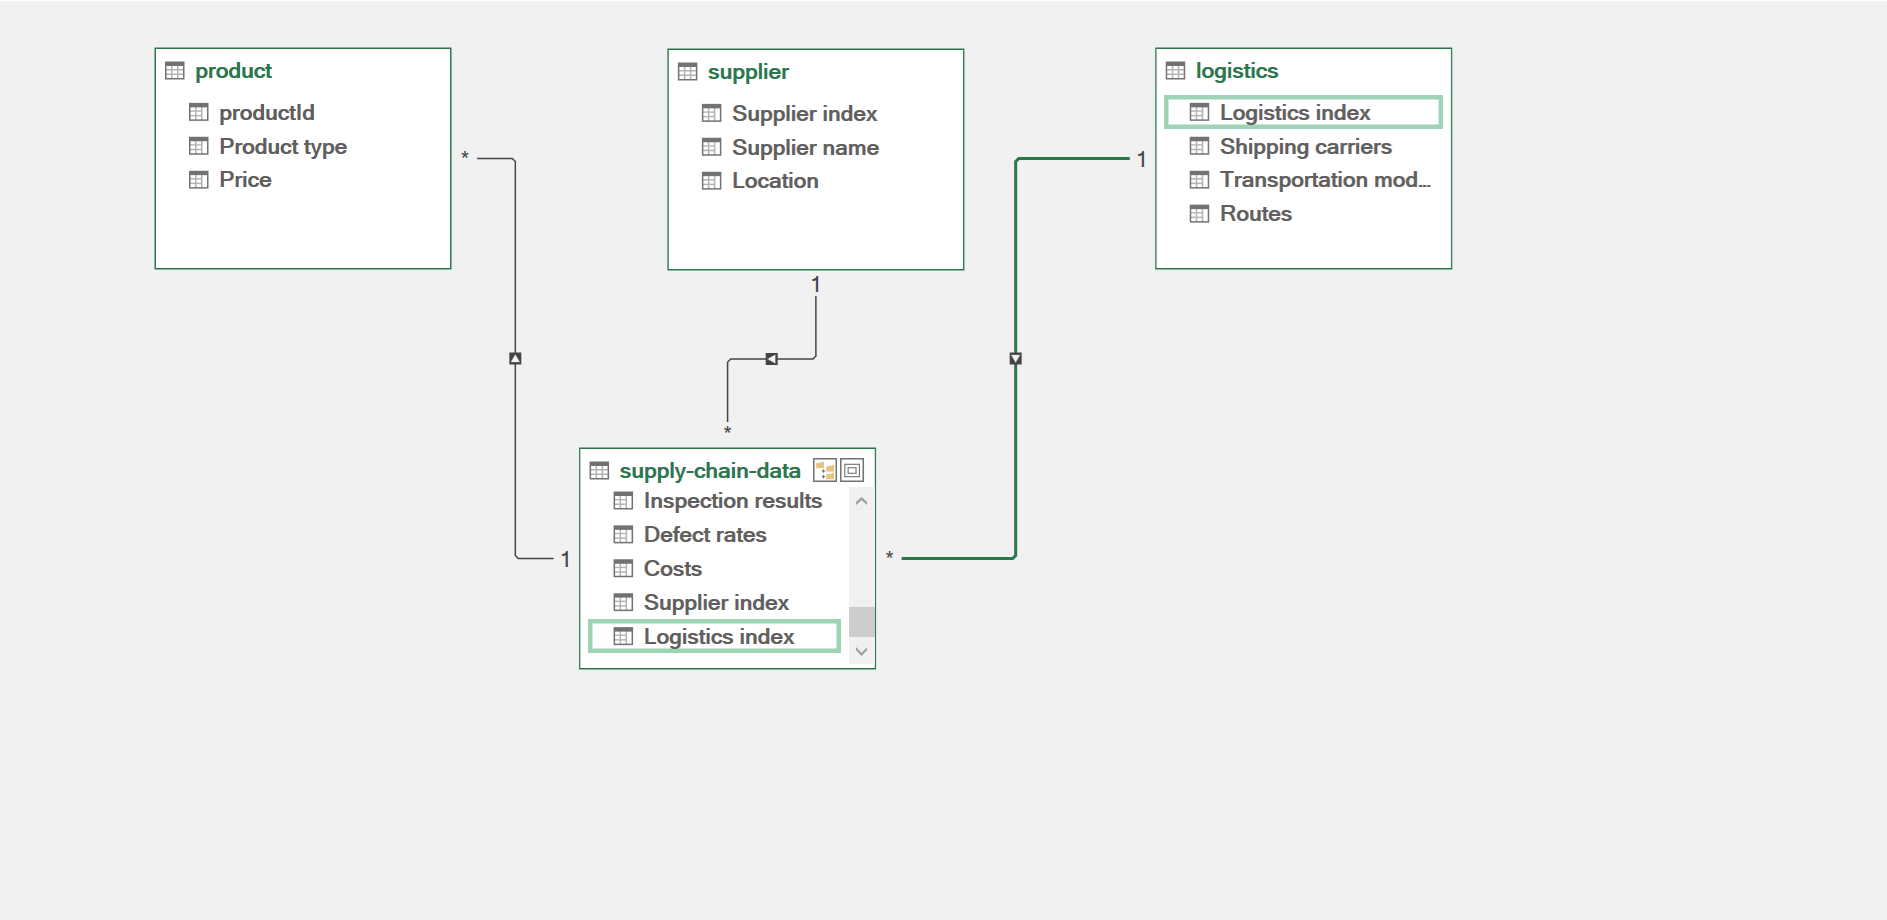 product
productId
Product type
Price
*
supplier
Supplier index
Supplier name
Location
1
logistics
Logistics index
Shipping carriers
Transportation mod...
Routes
1
*
supply-chain-data
Inspection results
Defect rates
Costs
Supplier index
Logistics index
1
*